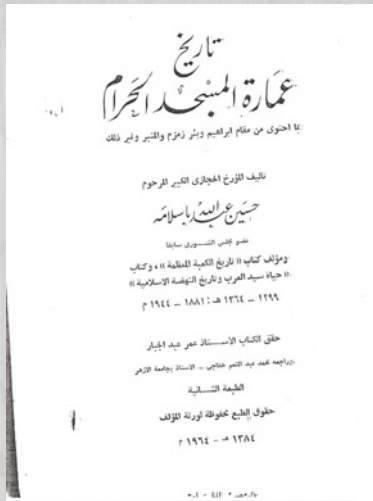 تاريخ
عمارة المسجد الحرام
بما احتوى من مقام ابراهيم وبئر زمزم والمنبر وغير ذلك
تأليف المؤرخ الحجازى الكبير المرحوم
حسين عبد الله باسلامه
عضو مجلس الشورى سابقا
ومؤلف كتاب «تاريخ الكعبة المعظمة»، وكتاب
«حياة سيد العرب وتاريخ النهضة الاسلامية»
١٢٩٩ – ١٣٦٤ هـ : ١٨٨١ – ١٩٤٤ م
حقق الكتاب الاستاذ عمر عبد الجبار
وراجعه محمد عبد المنعم خفاجى – الاستاذ بجامعة الازهر
الطبعة الثانية
حقوق الطبع محفوظة لورثة المؤلف
١٣٨٤ هـ – ١٩٦٤ م